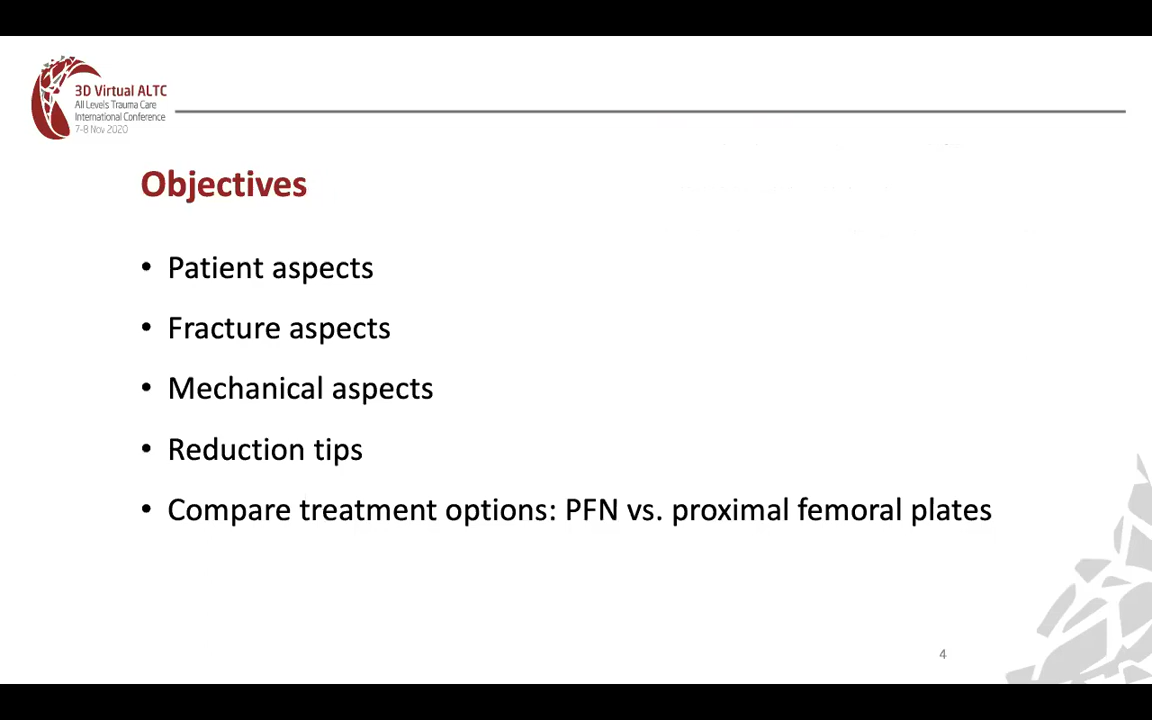 3D Virtual ALTC
All Levels Trauma Care
International Conference
7-8 Nov 2020
Objectives
• Patient aspects
• Fracture aspects
• Mechanical aspects
• Reduction tips
• Compare treatment options: PFN vs. proximal femoral plates
4